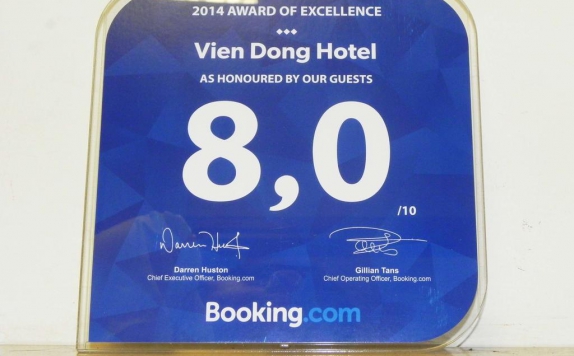 2014 AWARD OF EXCELLENCE
Vien Dong Hotel
AS HONOURED BY OUR GUESTS
8,0
/10
Darren Huston
Gillian Tans
Chief Executive Officer, Booking.com
Chief Operating Officer, Booking.com
Booking.com